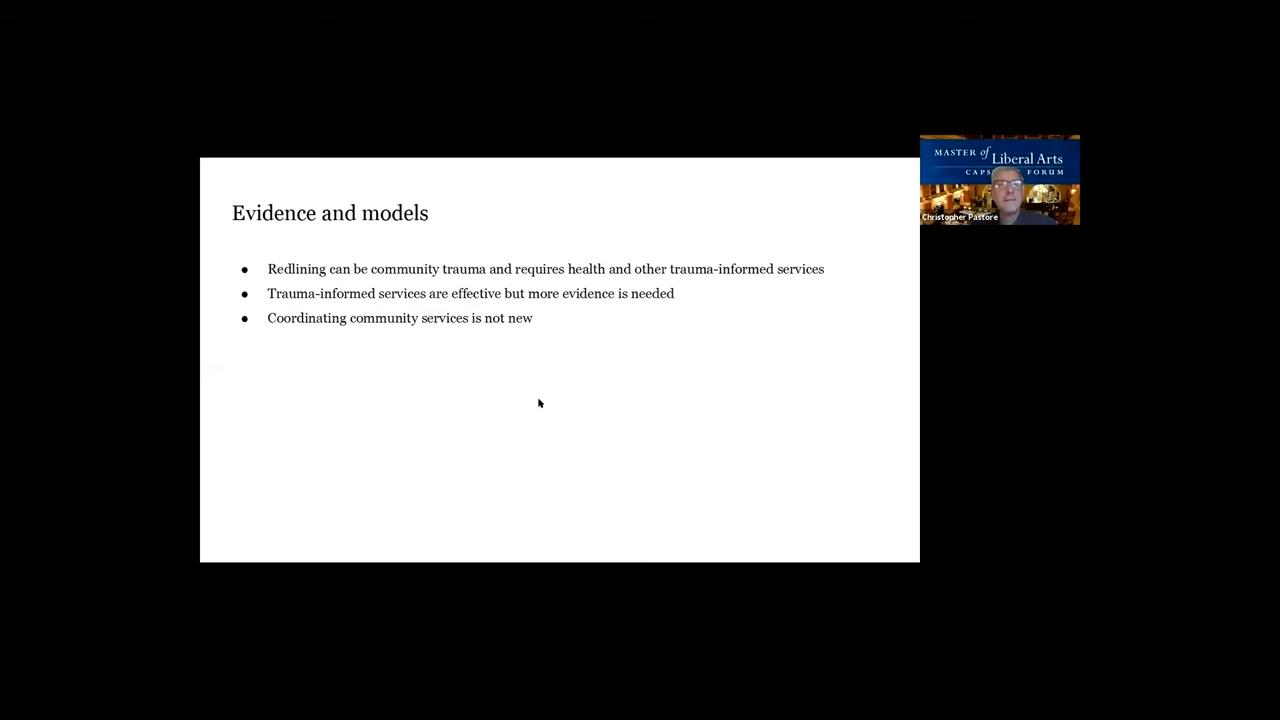 Evidence and models
● Redlining can be community trauma and requires health and other trauma-informed services
● Trauma-informed services are effective but more evidence is needed
● Coordinating community services is not new
MASTER of Liberal Arts
CAPS FORUM
Christopher Pastore